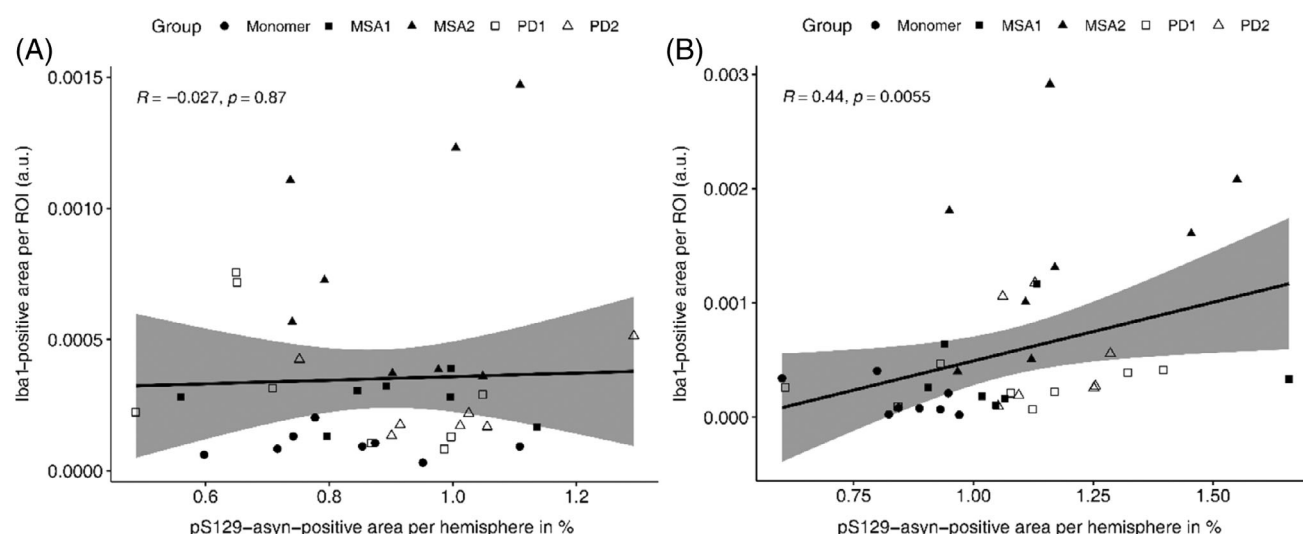 (A)
Group Monomer MSA1 MSA2 PD1 PD2
R = −0.027, p = 0.87
Iba1−positive area per ROI (a.u.)
0.0015
0.0010
0.0005
0.0000
0.6 0.8 1.0 1.2
pS129−asyn−positive area per hemisphere in %
(B)
Group Monomer MSA1 MSA2 PD1 PD2
R = 0.44, p = 0.0055
Iba1−positive area per ROI (a.u.)
0.003
0.002
0.001
0.000
0.75 1.00 1.25 1.50
pS129−asyn−positive area per hemisphere in %